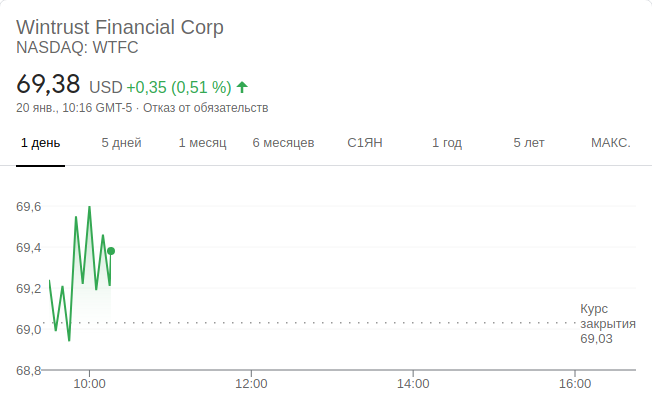 Wintrust Financial Corp
NASDAQ: WTFC
69,38 USD +0,35 (0,51 %)
20 янв., 10:16 GMT-5 · Отказ от обязательств
1 день 5 дней 1 месяц 6 месяцев С1ЯН 1 год 5 лет МАКС.
69,6
69,4
69,2
69,0
68,8
Курс
закрытия
69,03
10:00 12:00 14:00 16:00